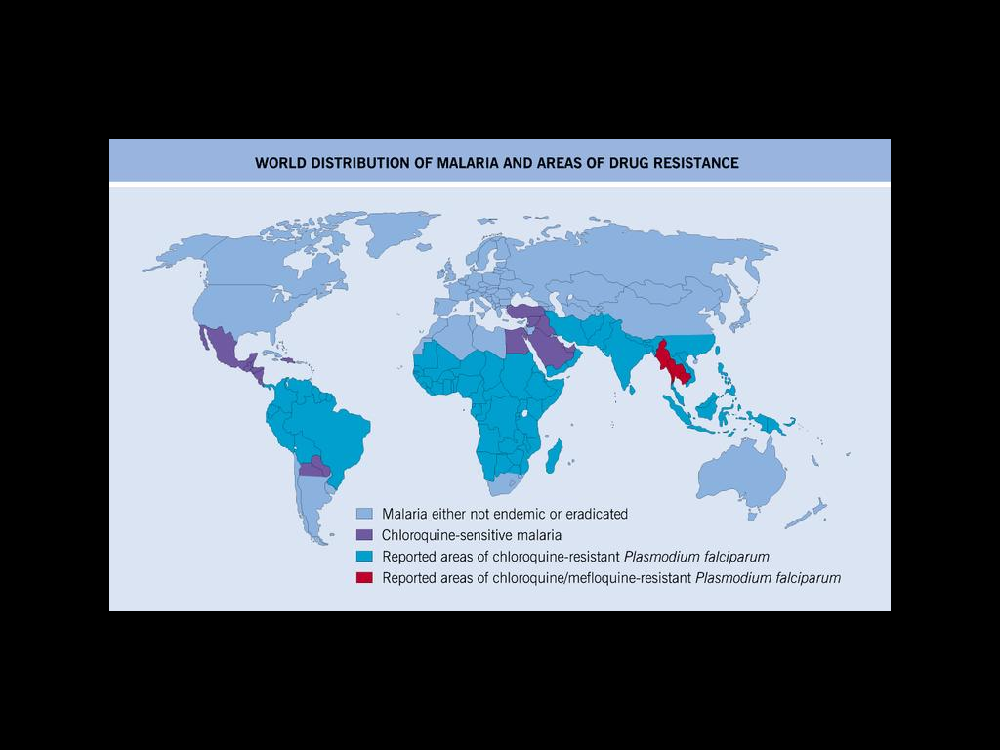 WORLD DISTRIBUTION OF MALARIA AND AREAS OF DRUG RESISTANCE
Malaria either not endemic or eradicated
Chloroquine-sensitive malaria
Reported areas of chloroquine-resistant Plasmodium falciparum
Reported areas of chloroquine/mefloquine-resistant Plasmodium falciparum